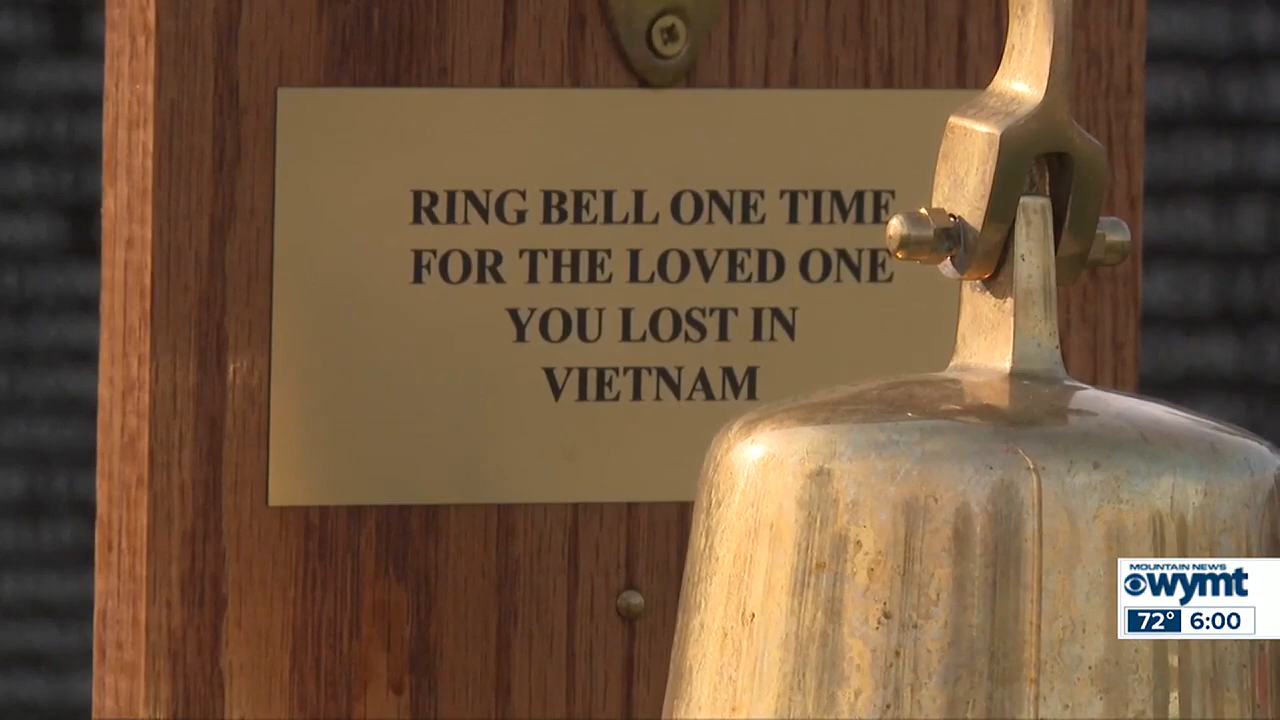 RING BELL ONE TIME
FOR THE LOVED ONE
YOU LOST IN
VIETNAM
MOUNTAIN NEWS
wymt
72° 6:00